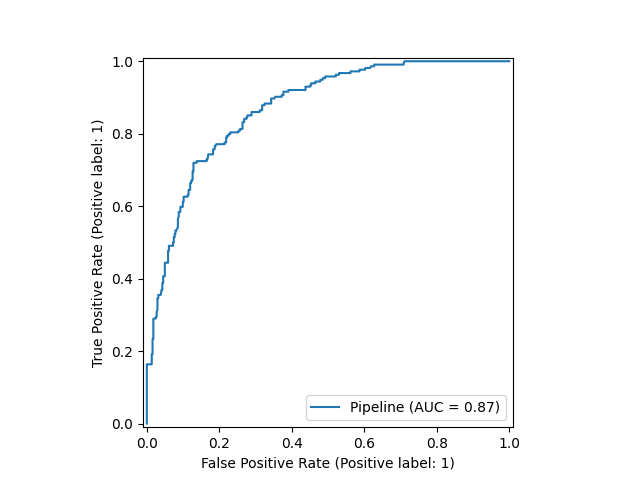 1.0
0.8
0.6
0.4
0.2
0.0
True Positive Rate (Positive label: 1)
Pipeline (AUC = 0.87)
0.0 0.2 0.4 0.6 0.8 1.0
False Positive Rate (Positive label: 1)